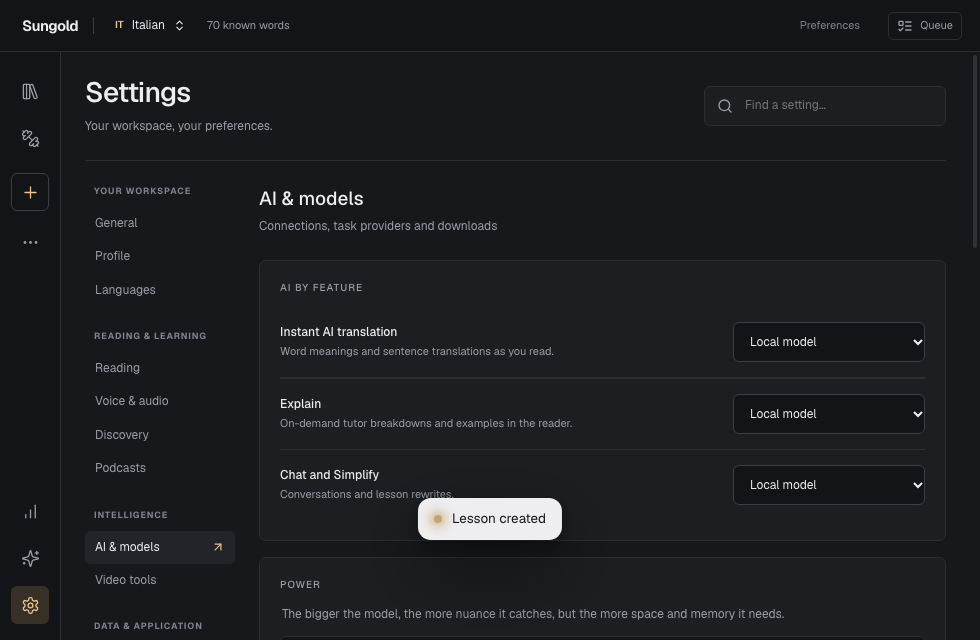 Sungold
IT Italian
70 known words
Preferences
Queue
Settings
Your workspace, your preferences.
Find a setting...
YOUR WORKSPACE
General
Profile
Languages
READING & LEARNING
Reading
Voice & audio
Discovery
Podcasts
INTELLIGENCE
AI & models
Video tools
DATA & APPLICATION
AI & models
Connections, task providers and downloads
AI BY FEATURE
Instant AI translation
Word meanings and sentence translations as you read.
Local model
Explain
On-demand tutor breakdowns and examples in the reader.
Local model
Chat and Simplify
Conversations and lesson rewrites.
Local model
Lesson created
POWER
The bigger the model, the more nuance it catches, but the more space and memory it needs.